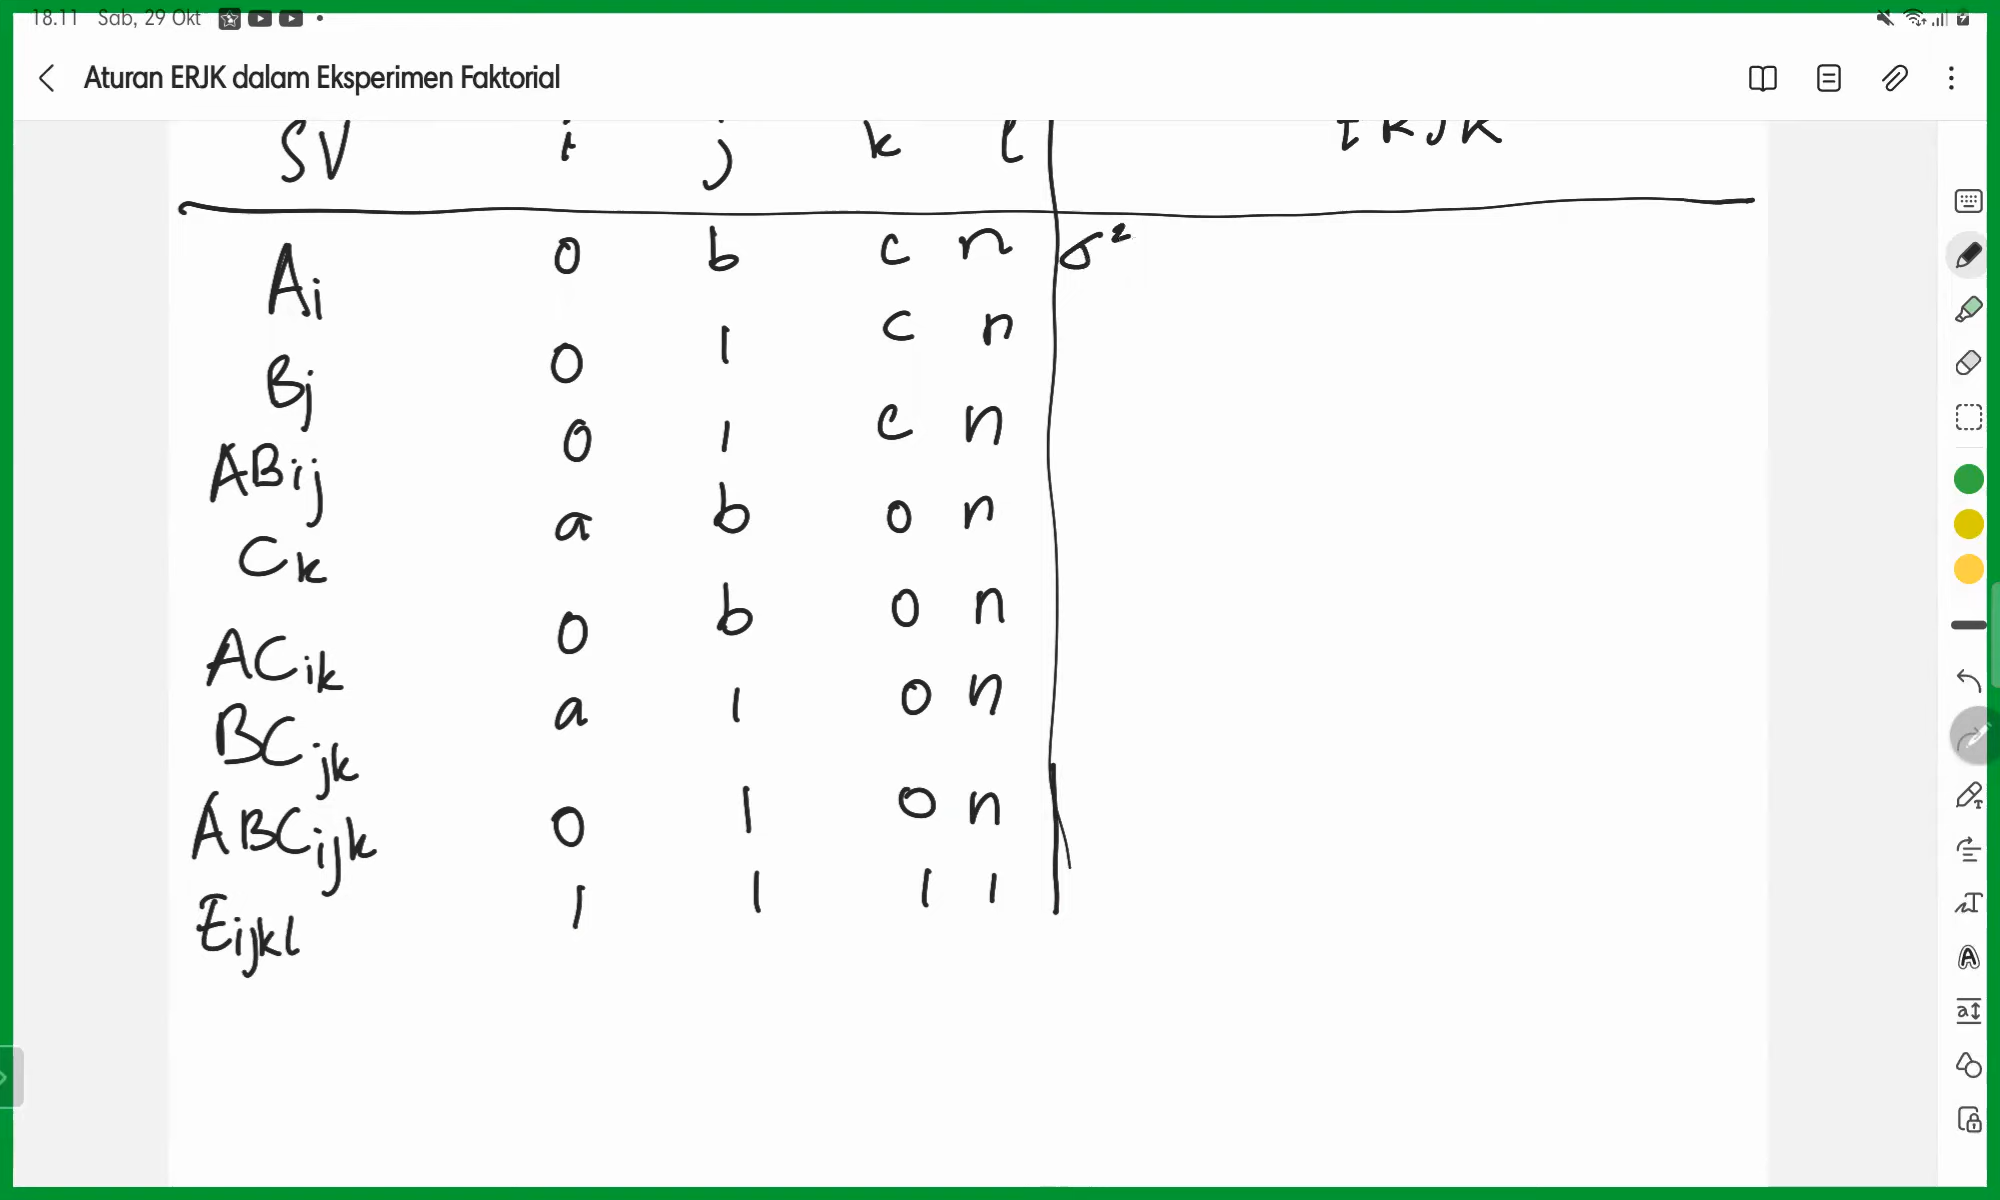 18.11 Sab, 29 Okt
Aturan ERJK dalam Eksperimen Faktorial
SV i j k l ERJK
Ai 0 b c n σ²
Bj 0 1 c n
ABij 0 1 c n
Ck a b 0 n
ACik 0 b 0 n
BCjk a 1 0 n
ABCijk 0 1 0 n
Eijkl 1 1 1 1